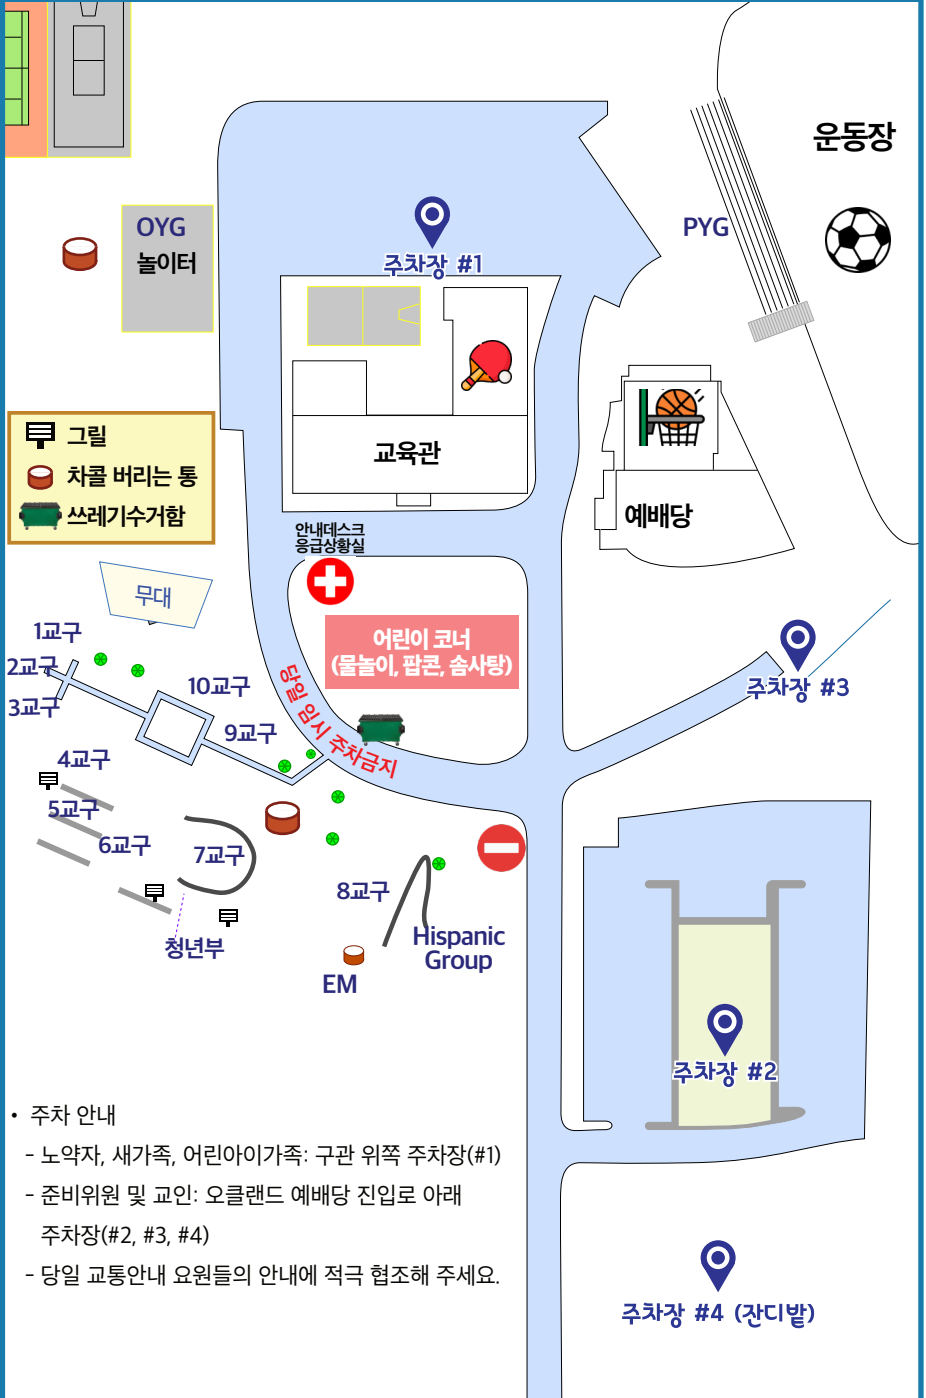 운동장
OYG
놀이터
PYG
주차장 #1
그릴
차콜 버리는 통
쓰레기수거함
교육관
예배당
안내데스크
응급상황실
무대
어린이 코너
(물놀이, 팝콘, 솜사탕)
당일 임시 주차금지
1교구
2교구
3교구
10교구
9교구
주차장 #3
4교구
5교구
6교구
7교구
8교구
청년부
Hispanic
Group
EM
주차장 #2
• 주차 안내
- 노약자, 새가족, 어린아이가족: 구관 위쪽 주차장(#1)
- 준비위원 및 교인: 오클랜드 예배당 진입로 아래
주차장(#2, #3, #4)
- 당일 교통안내 요원들의 안내에 적극 협조해 주세요.
주차장 #4 (잔디밭)